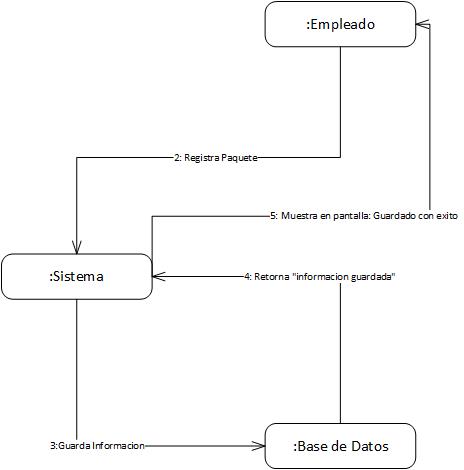 :Empleado
2: Registra Paquete
5: Muestra en pantalla: Guardado con exito
:Sistema
4: Retorna "informacion guardada"
3:Guarda Informacion
:Base de Datos